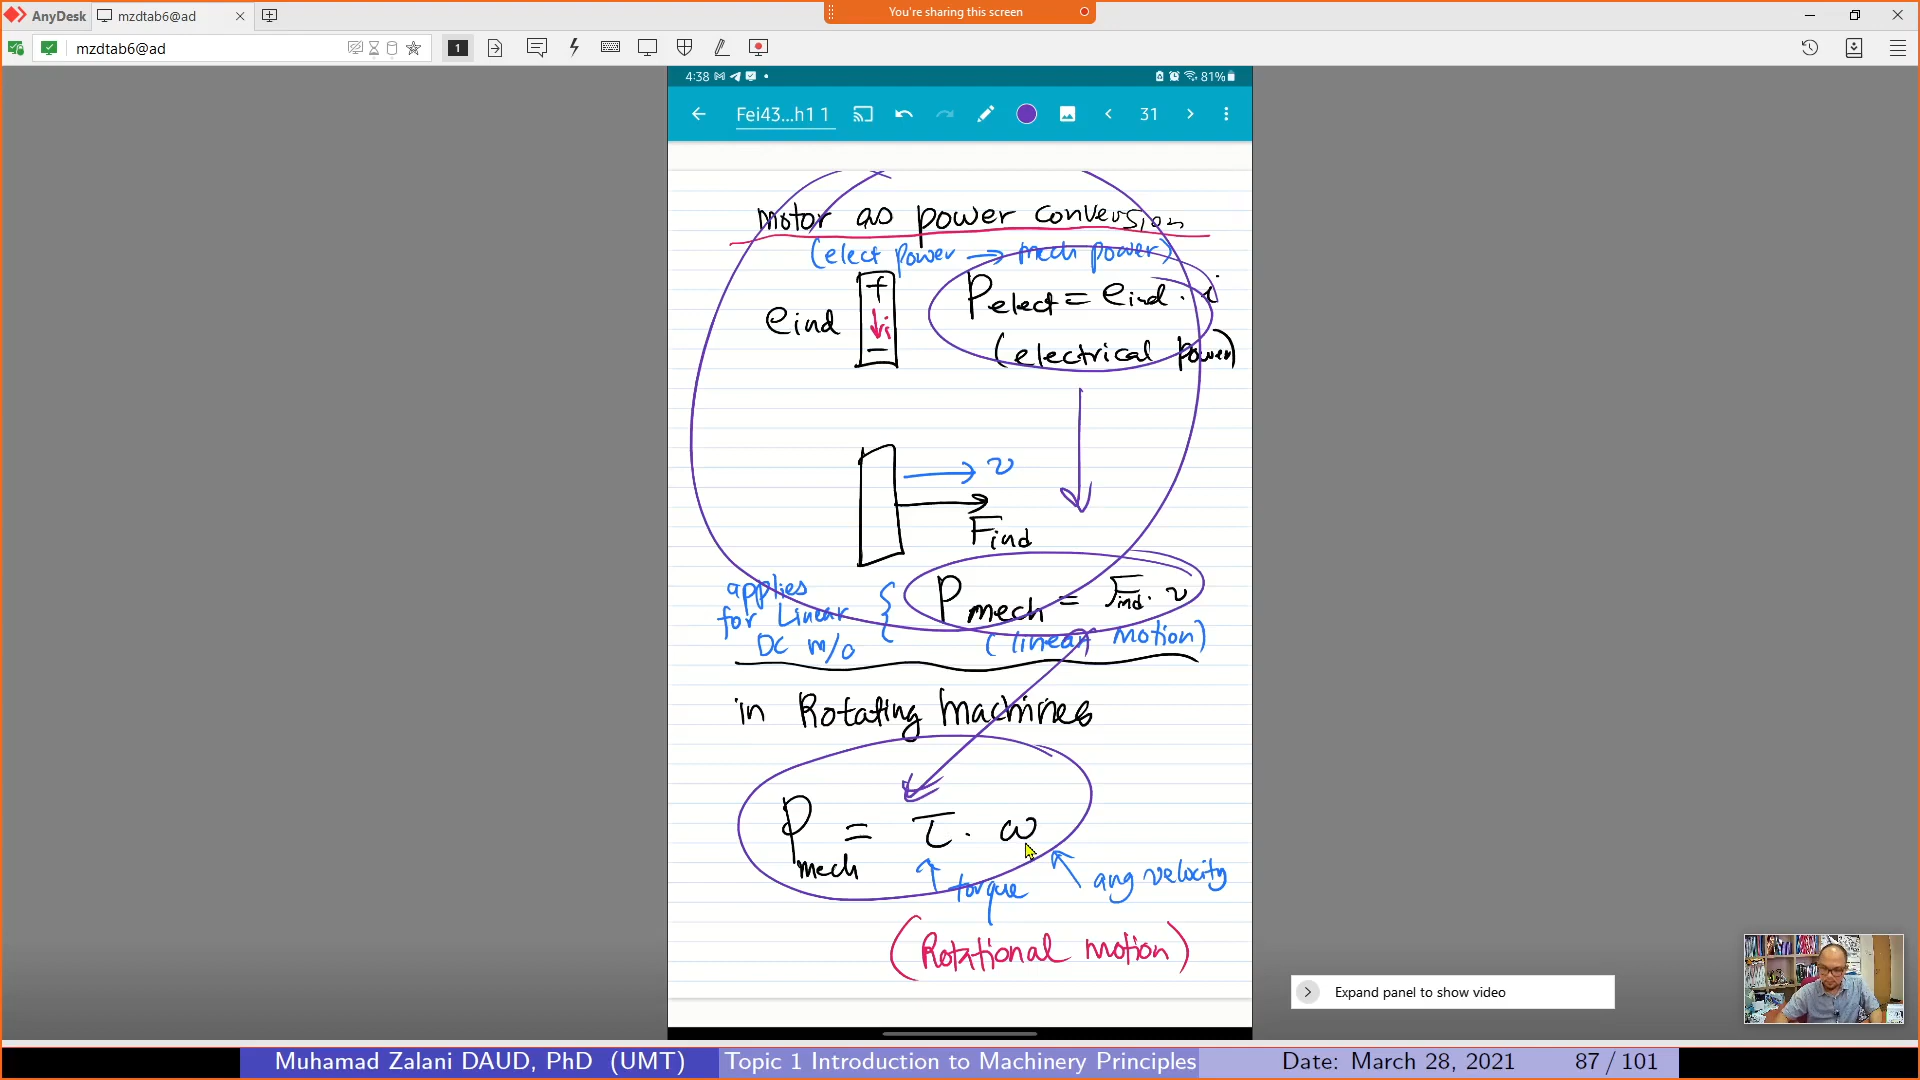 AnyDesk
mzdtab6@ad
You're sharing this screen
mzdtab6@ad
1
4:38
81%
Fei43...h1 1
31
motor as power conversion
(elect power → mech power)
eind
+
i
−
Pelect = eind . i
(electrical power)
v
Find
applies
for Linear
DC m/c
Pmech = Find . v
(linear motion)
in Rotating machines
Pmech = τ . ω
torque
ang velocity
(Rotational motion)
Expand panel to show video
Muhamad Zalani DAUD, PhD (UMT)
Topic 1 Introduction to Machinery Principles
Date: March 28, 2021
87 / 101